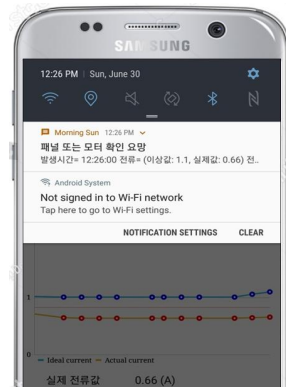 SAMSUNG
12:26 PM | Sun, June 30
Morning Sun 12:26 PM
패널 또는 모터 확인 요망
발생시간= 12:26:00 전류= (이상값: 1.1, 실제값: 0.66) 전..
Android System
Not signed in to Wi-Fi network
Tap here to go to Wi-Fi settings.
NOTIFICATION SETTINGS CLEAR
1
0
Ideal current Actual current
실제 전류값 0.66 (A)